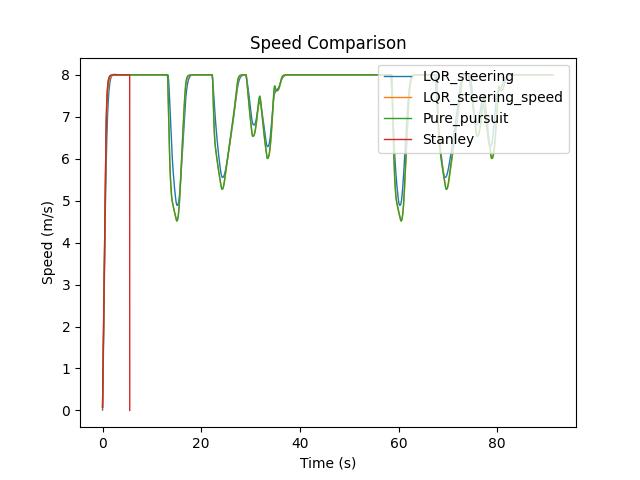 Speed Comparison
Speed (m/s)
8
7
6
5
4
3
2
1
0
LQR_steering
LQR_steering_speed
Pure_pursuit
Stanley
0
20
40
60
80
Time (s)